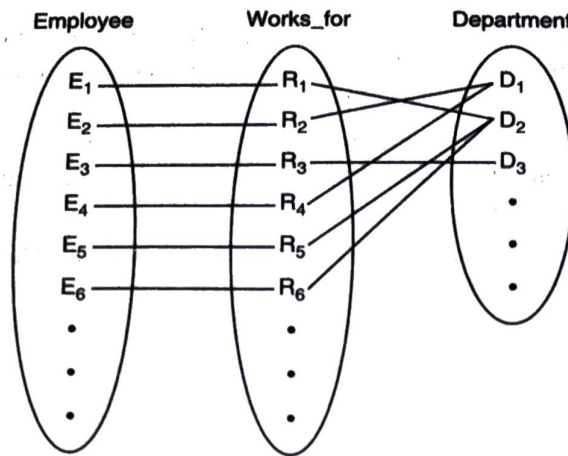 Employee Works_for Department
E₁ R₁ D₁
E₂ R₂ D₂
E₃ R₃ D₃
E₄ R₄
E₅ R₅
E₆ R₆